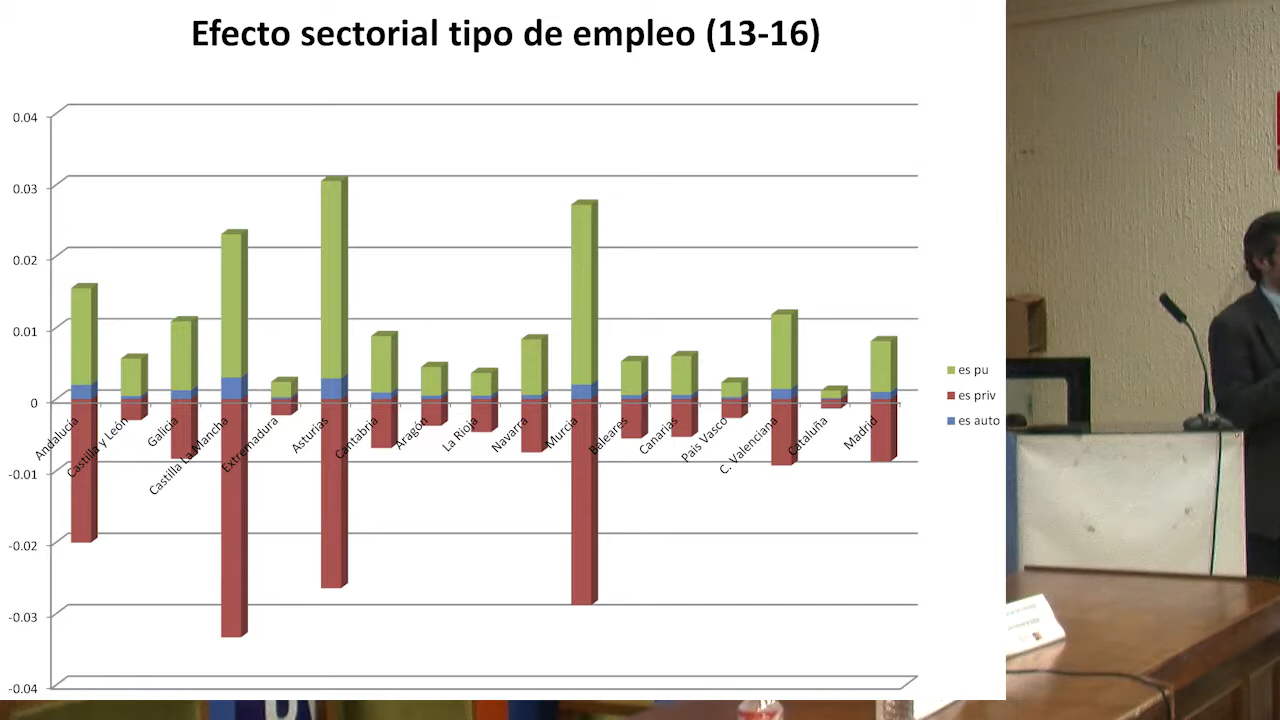 Efecto sectorial tipo de empleo (13-16)
0.04
0.03
0.02
0.01
0
-0.01
-0.02
-0.03
-0.04
Andalucía
Castilla y León
Galicia
Castilla La Mancha
Extremadura
Asturias
Cantabria
Aragón
La Rioja
Navarra
Murcia
Baleares
Canarias
País Vasco
C. Valenciana
Cataluña
Madrid
es pu
es priv
es auto